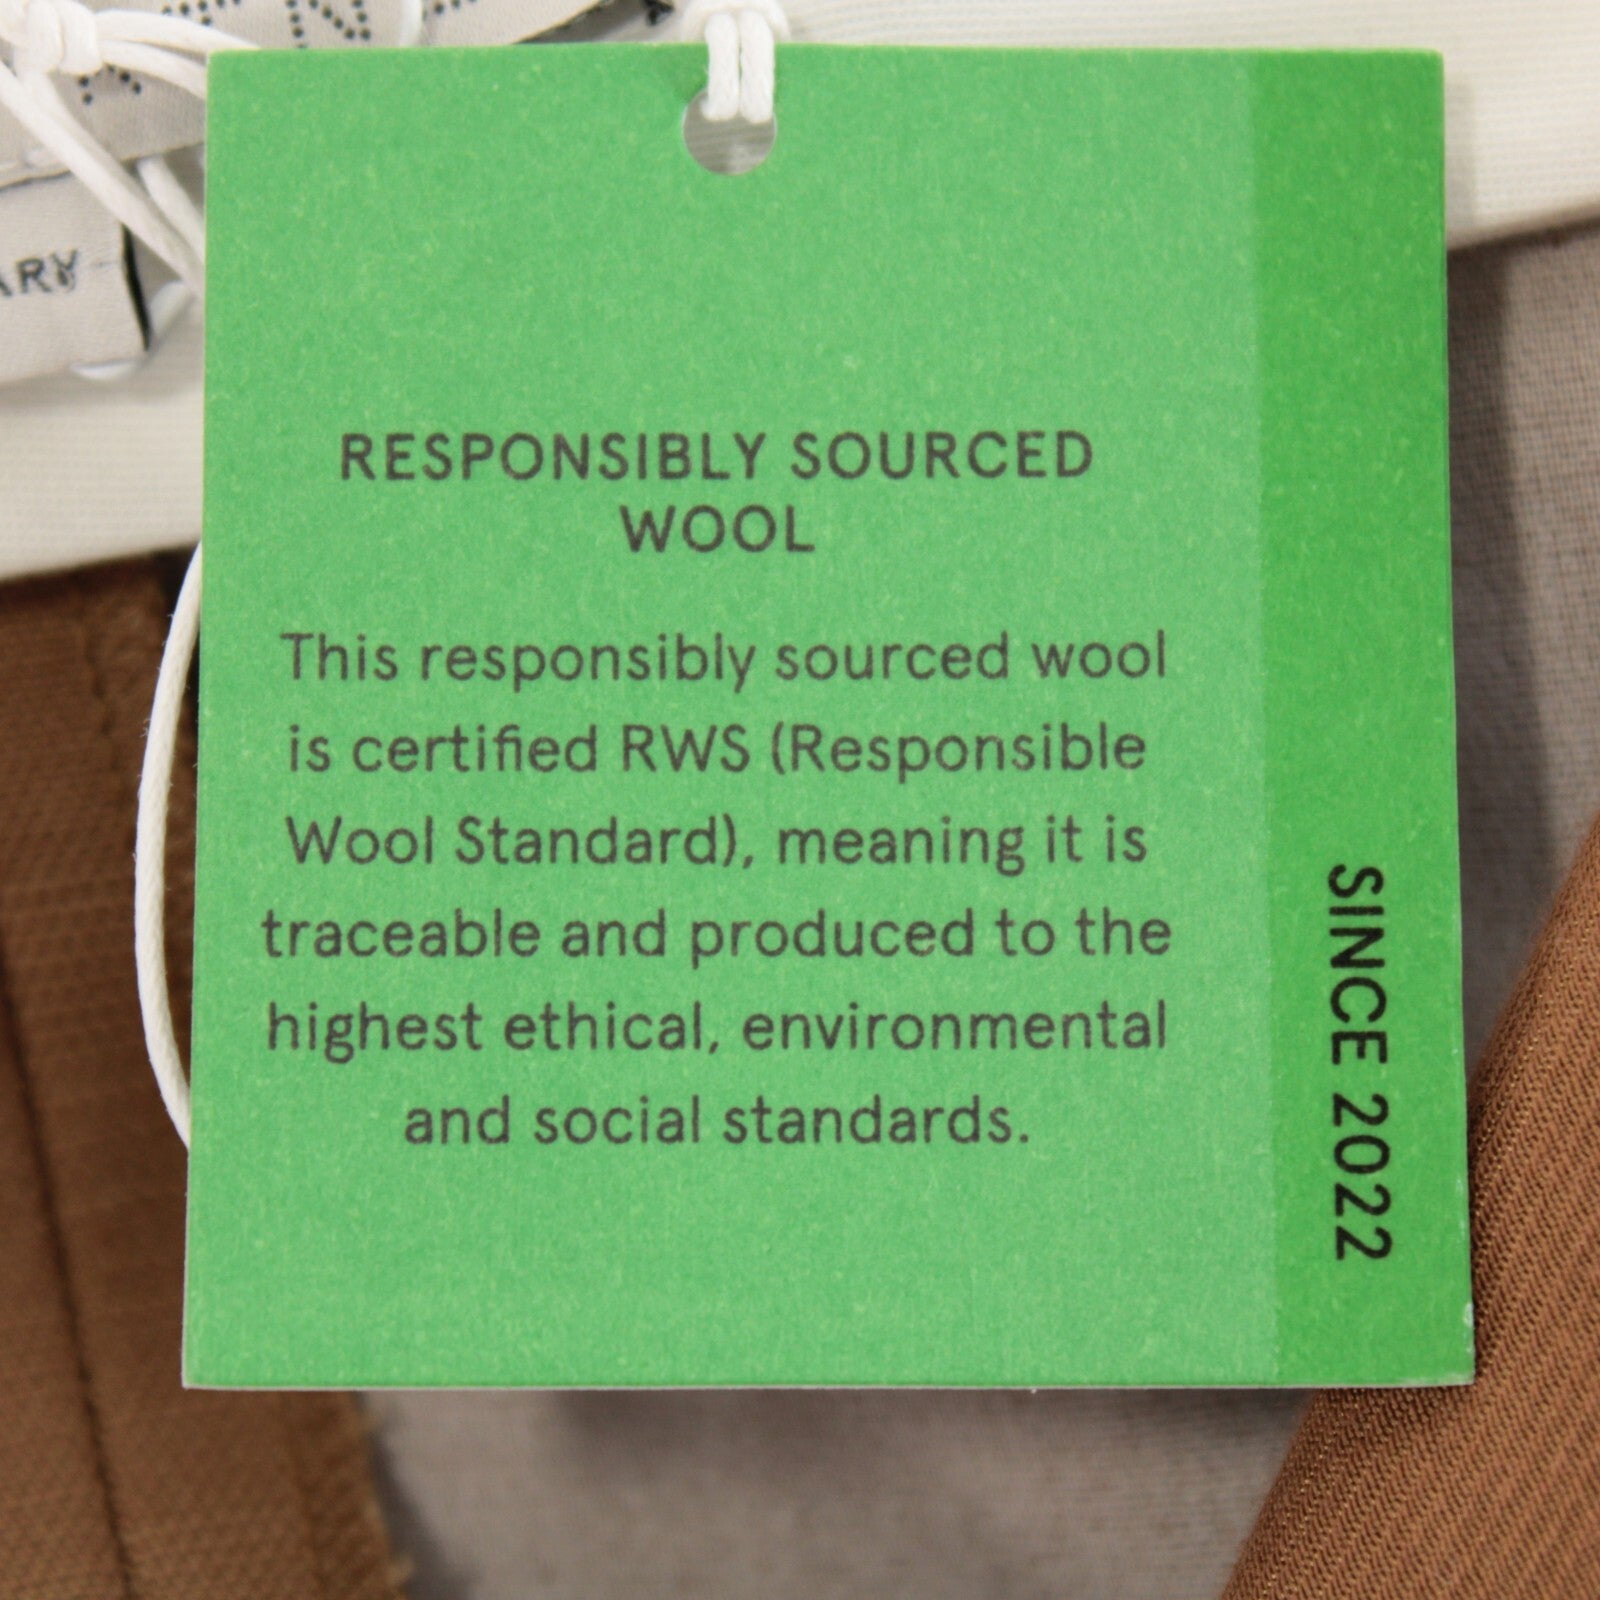 RESPONSIBLY SOURCED
WOOL
This responsibly sourced wool
is certified RWS (Responsible
Wool Standard), meaning it is
traceable and produced to the
highest ethical, environmental
and social standards.
SINCE 2022